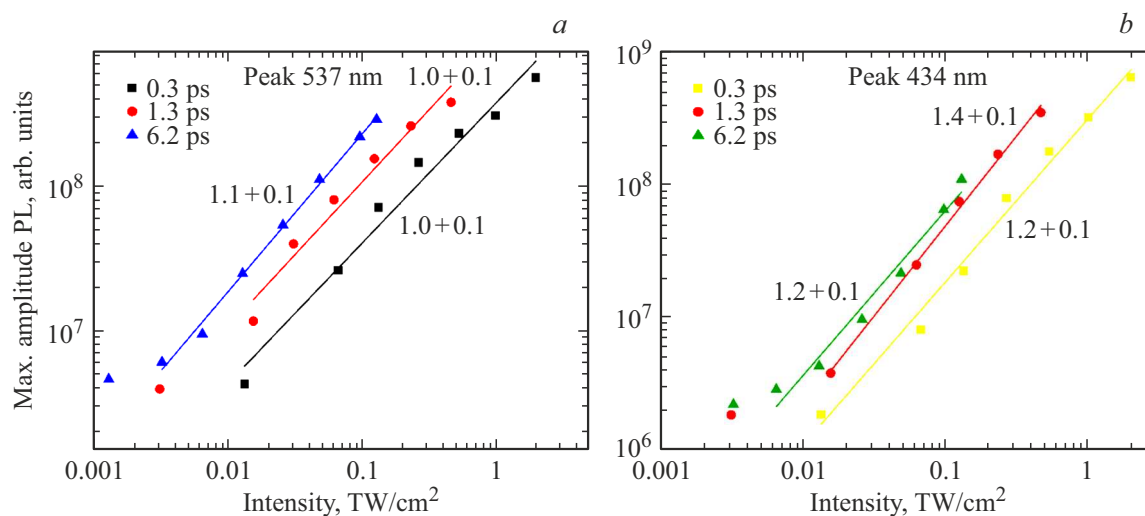 a
Max. amplitude PL, arb. units
10^8
10^7
0.3 ps
1.3 ps
6.2 ps
Peak 537 nm
1.0+0.1
1.1+0.1
1.0+0.1
0.001
0.01
0.1
1
Intensity, TW/cm²
b
10^9
10^8
10^7
10^6
0.3 ps
1.3 ps
6.2 ps
Peak 434 nm
1.4+0.1
1.2+0.1
1.2+0.1
0.001
0.01
0.1
1
Intensity, TW/cm²